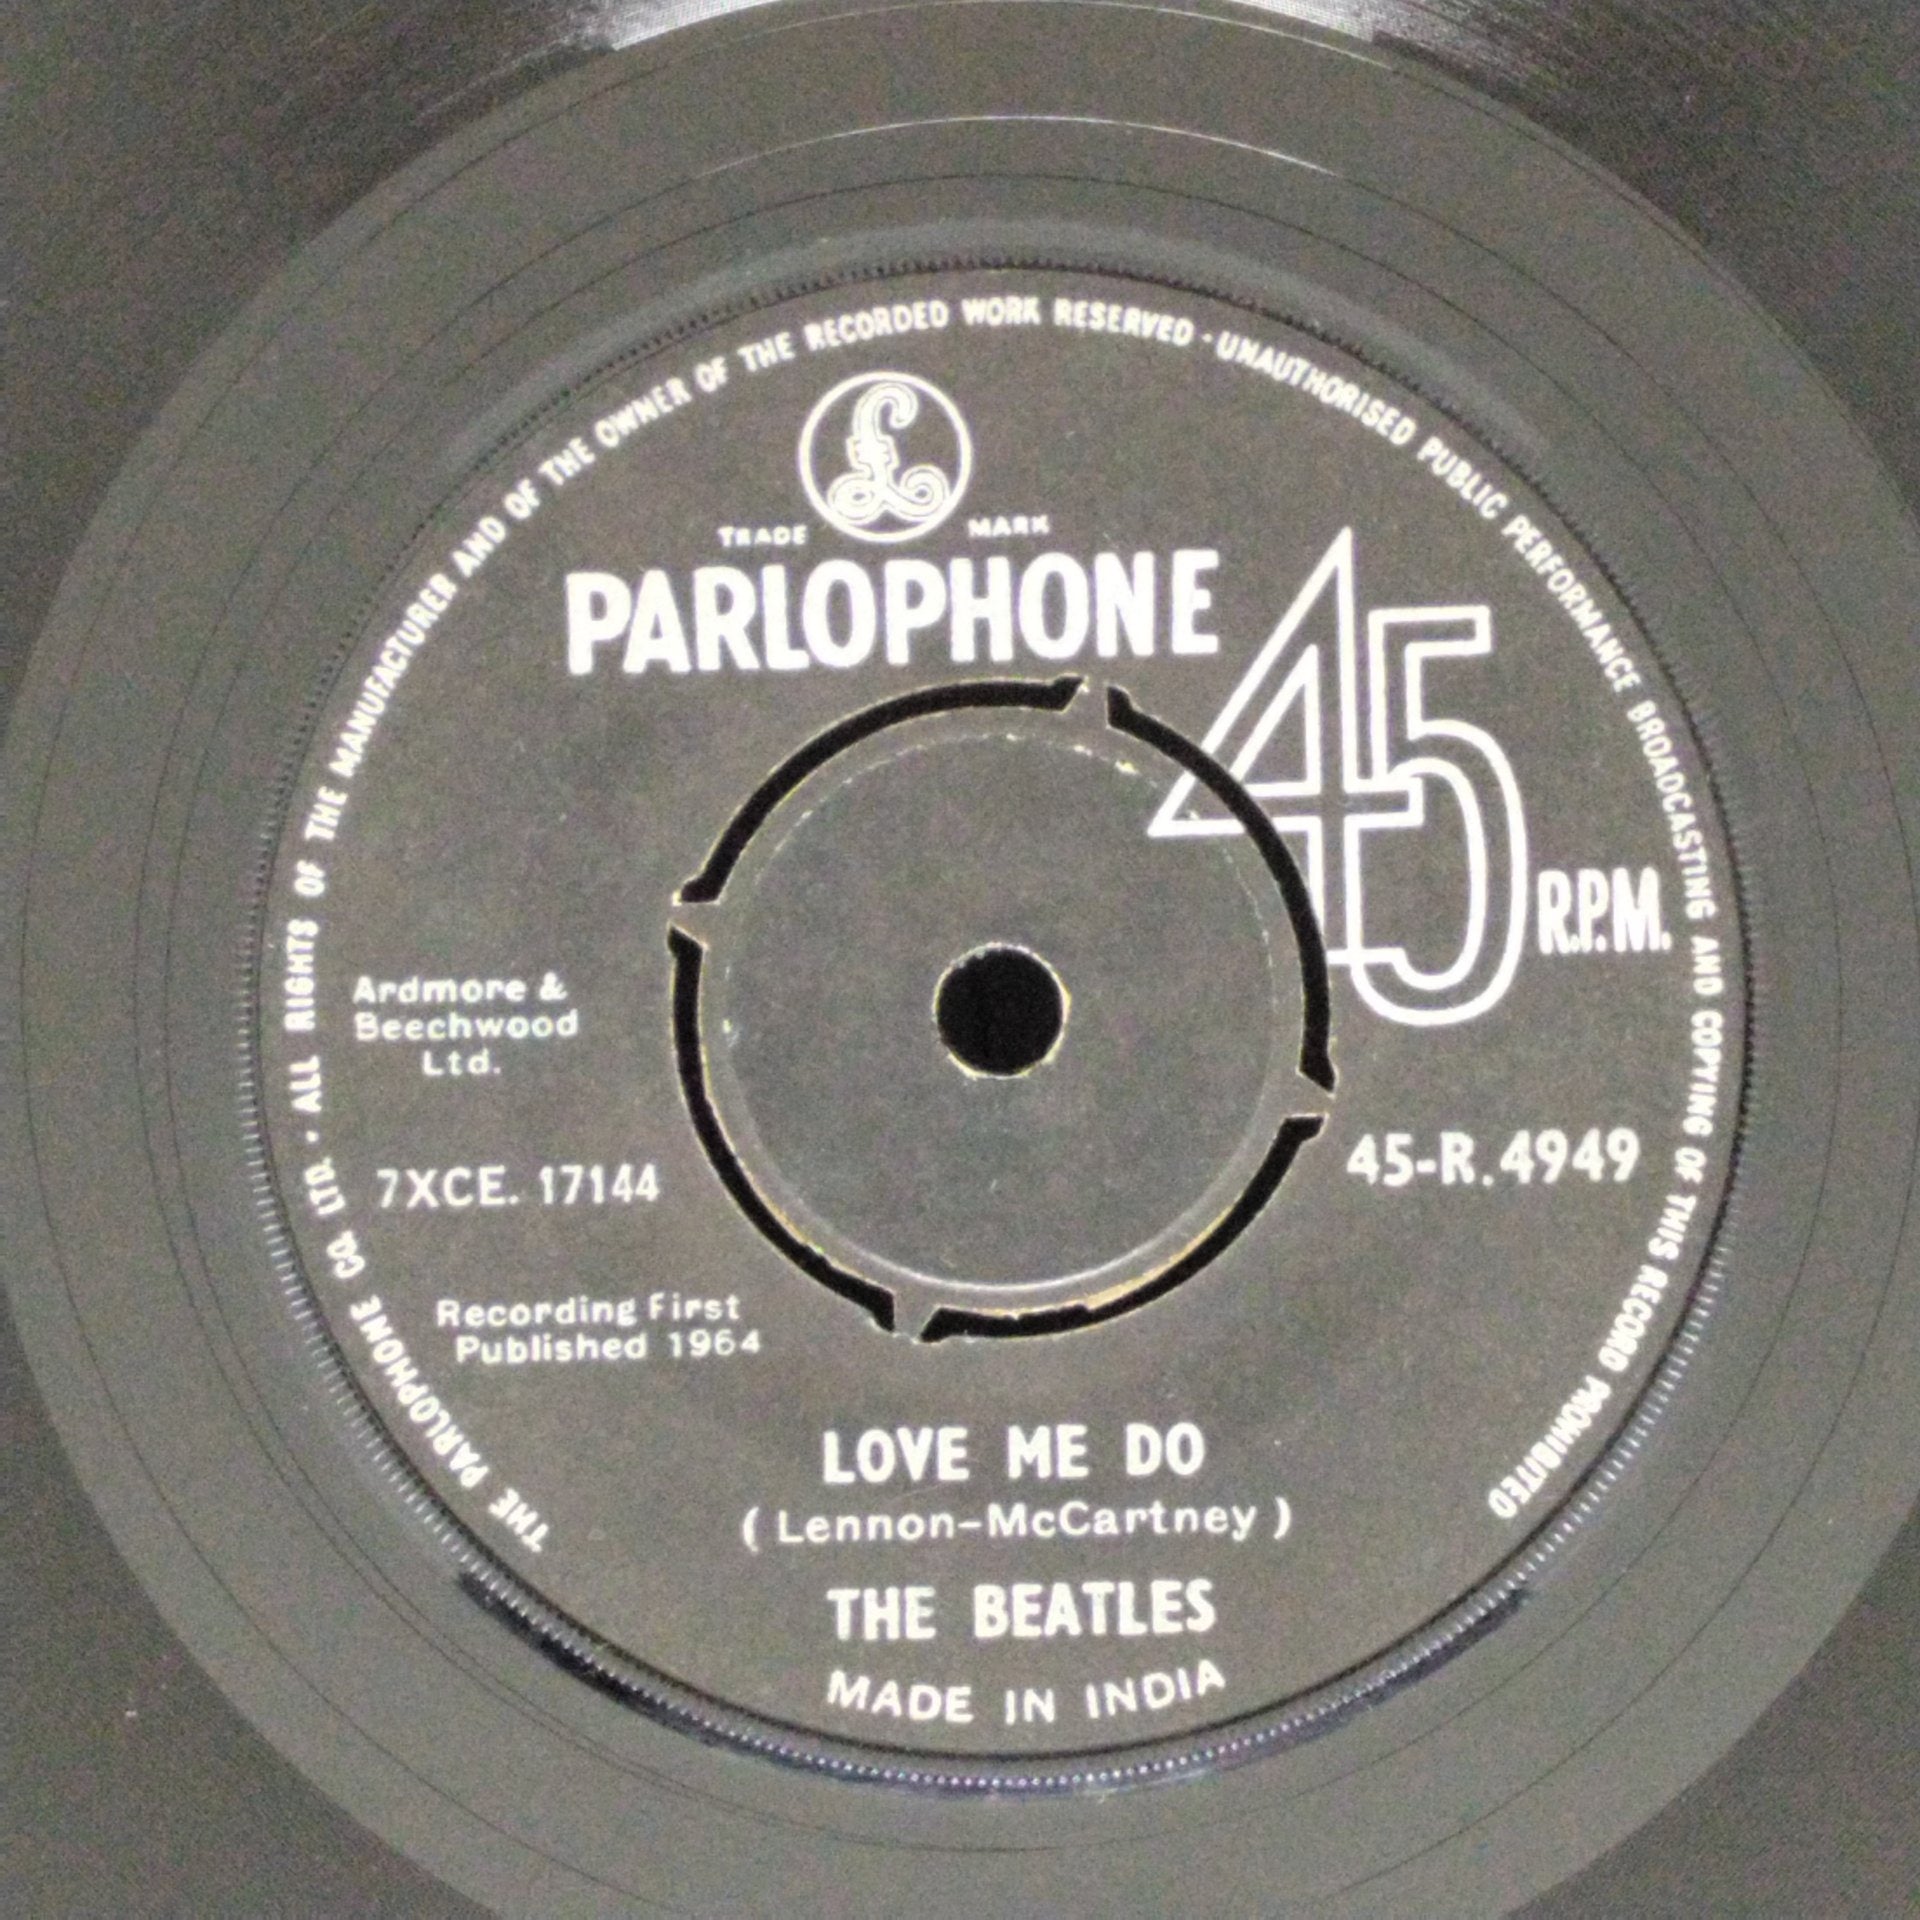 THE PARLOPHONE CO. LTD. · ALL RIGHTS OF THE MANUFACTURER AND OF THE OWNER OF THE RECORDED WORK RESERVED · UNAUTHORISED PUBLIC PERFORMANCE BROADCASTING AND COPYING OF THIS RECORD PROHIBITED
£
TRADE MARK
PARLOPHONE
45 R.P.M.
Ardmore &
Beechwood
Ltd.
7XCE. 17144
45-R.4949
Recording First
Published 1964
LOVE ME DO
( Lennon-McCartney )
THE BEATLES
MADE IN INDIA